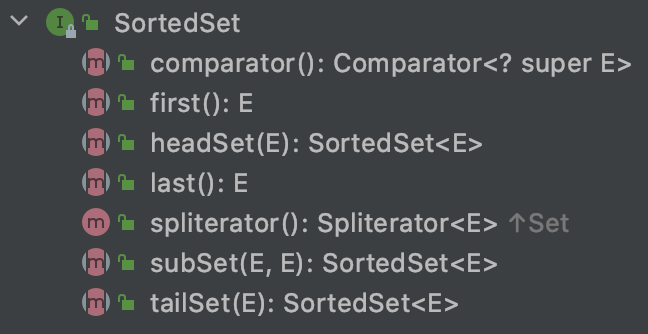 SortedSet
comparator(): Comparator<? super E>
first(): E
headSet(E): SortedSet<E>
last(): E
spliterator(): Spliterator<E> ↑Set
subSet(E, E): SortedSet<E>
tailSet(E): SortedSet<E>